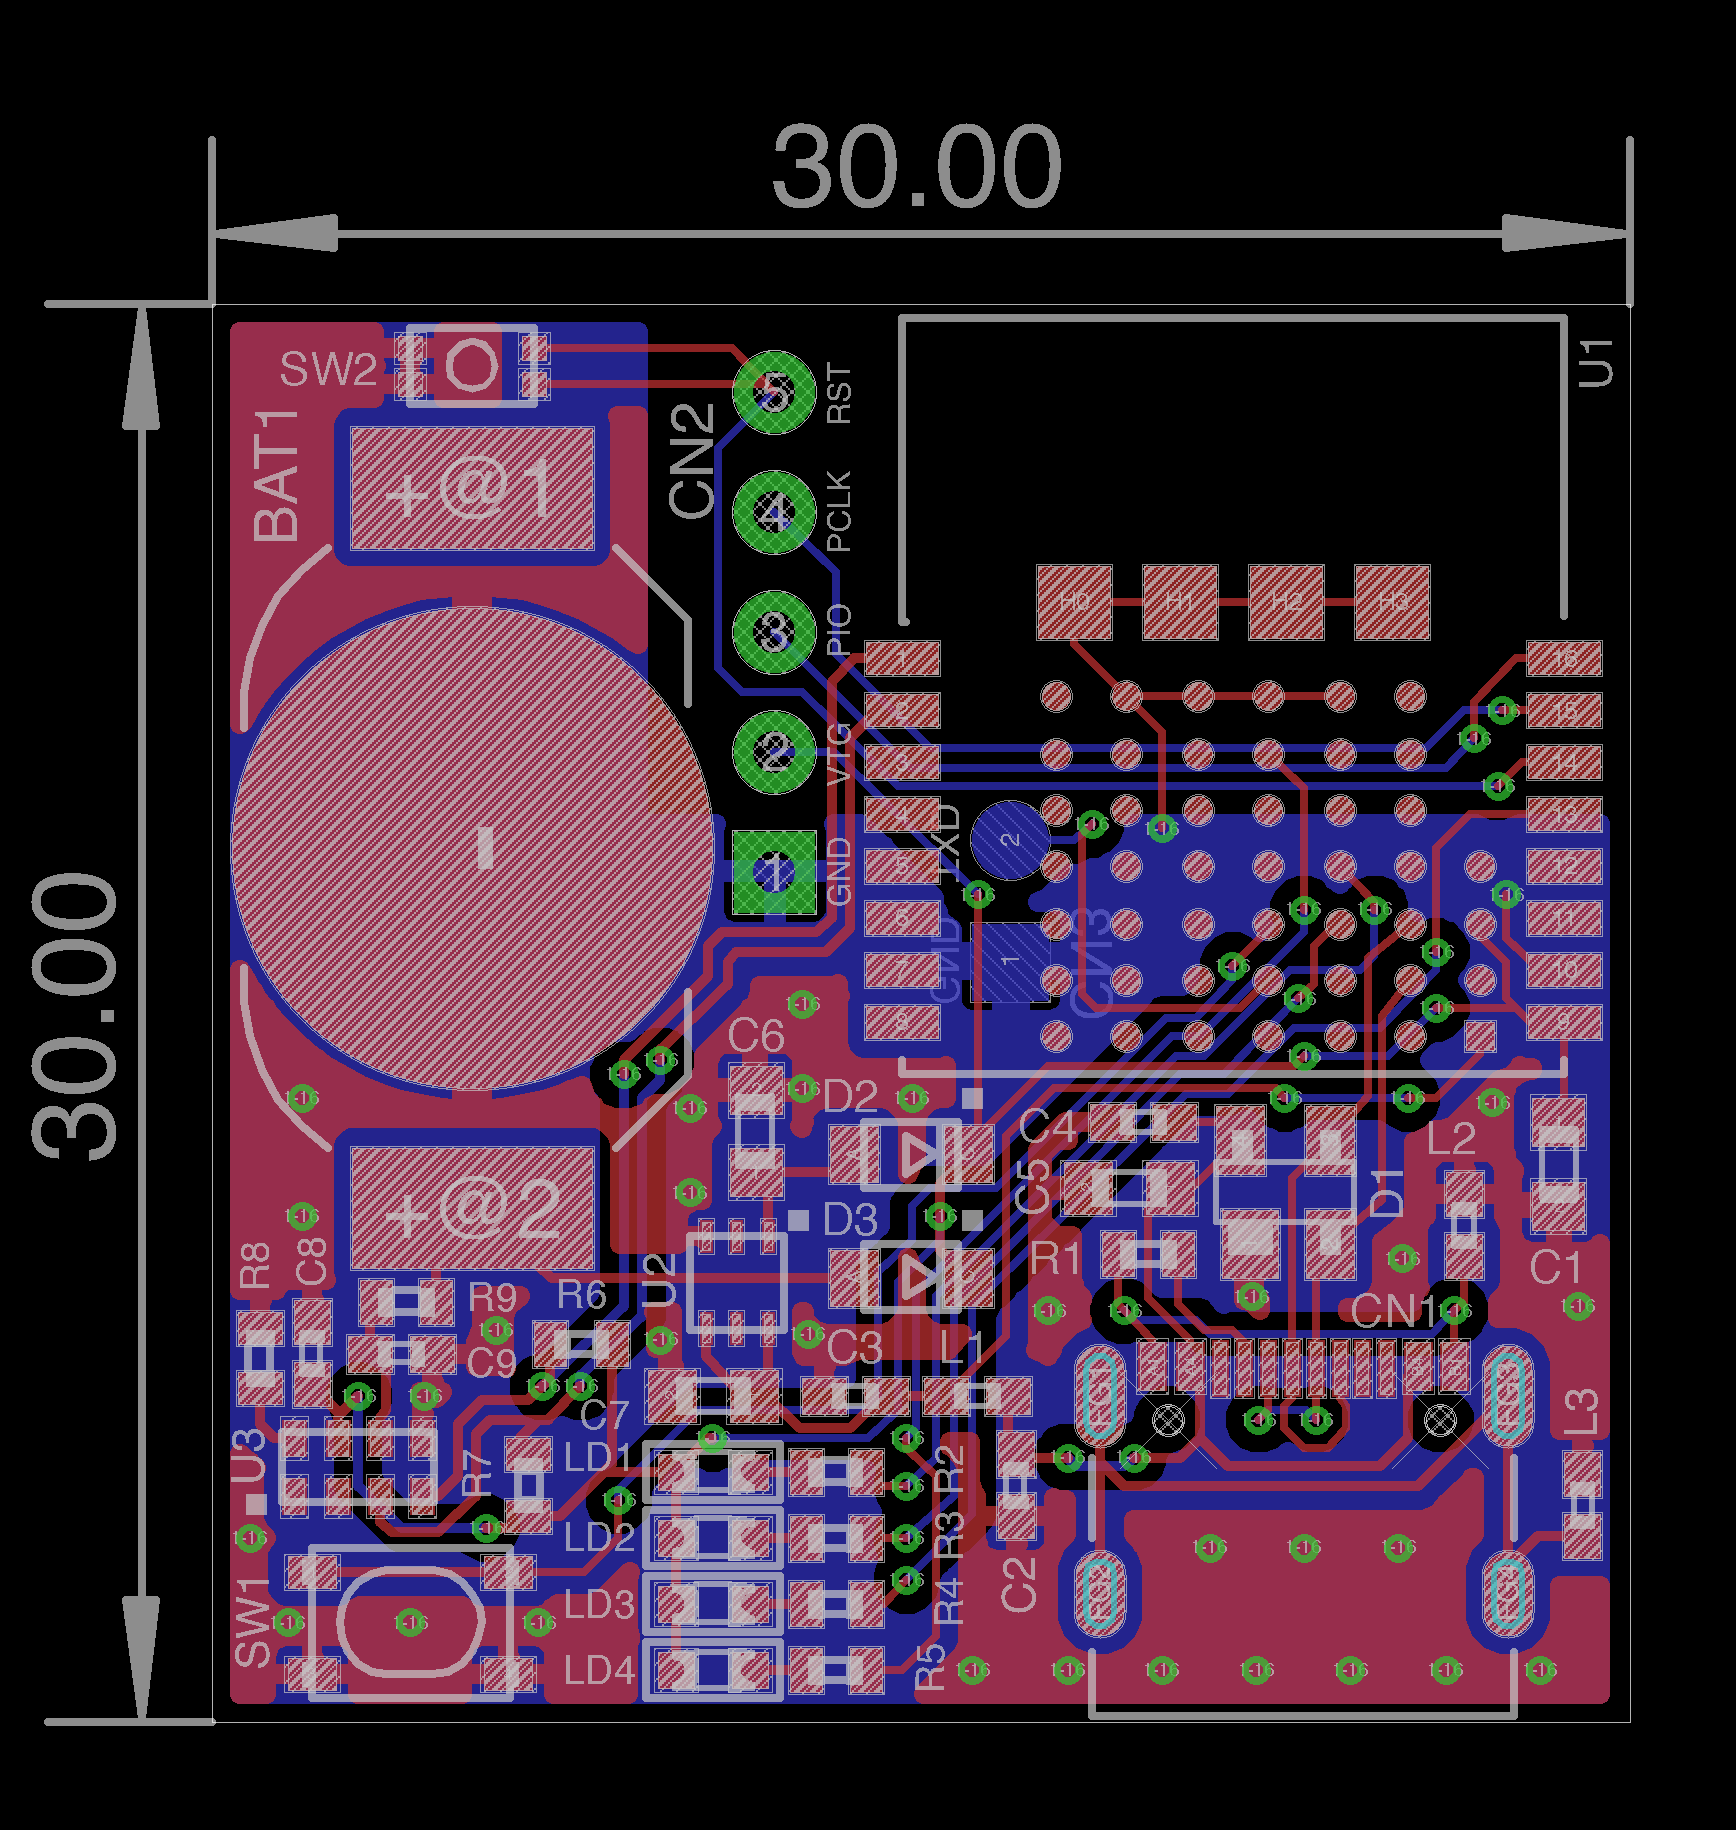 30.00
30.00
SW2
BAT1
+@1
-
+@2
CN2
5
RST
4
PCLK
3
PIO
2
VTG
1
GND
U1
H0 H1 H2 H3
1
2
3
4
5
6
7
8
16
15
14
13
12
11
10
9
TXD
2
GND
1
CN3
C6
D2
A C
D3
A C
C4
C5
R1
D1
L2
C1
CN1
R8
C8
R9
C9
R6
U2
C3
L1
C7
U3
R7
LD1
LD2
LD3
LD4
R2
R3
R4
R5
C2
L3
SW1
1-16